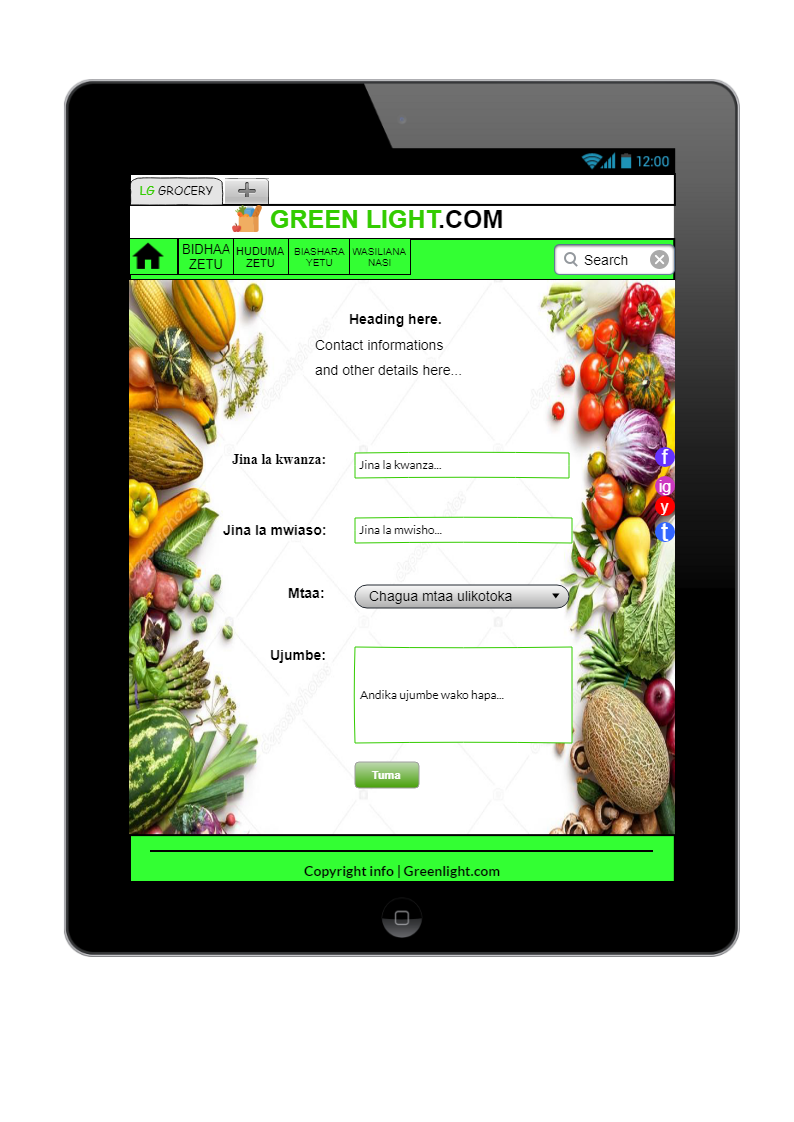 12:00
LG GROCERY
GREEN LIGHT.COM
BIDHAA
ZETU
HUDUMA
ZETU
BIASHARA
YETU
WASILIANA
NASI
Search
Heading here.
Contact informations
and other details here...
Jina la kwanza:
Jina la kwanza...
f
ig
y
t
Jina la mwiaso:
Jina la mwisho...
Mtaa:
Chagua mtaa ulikotoka
Ujumbe:
Andika ujumbe wako hapa...
Tuma
Copyright info | Greenlight.com